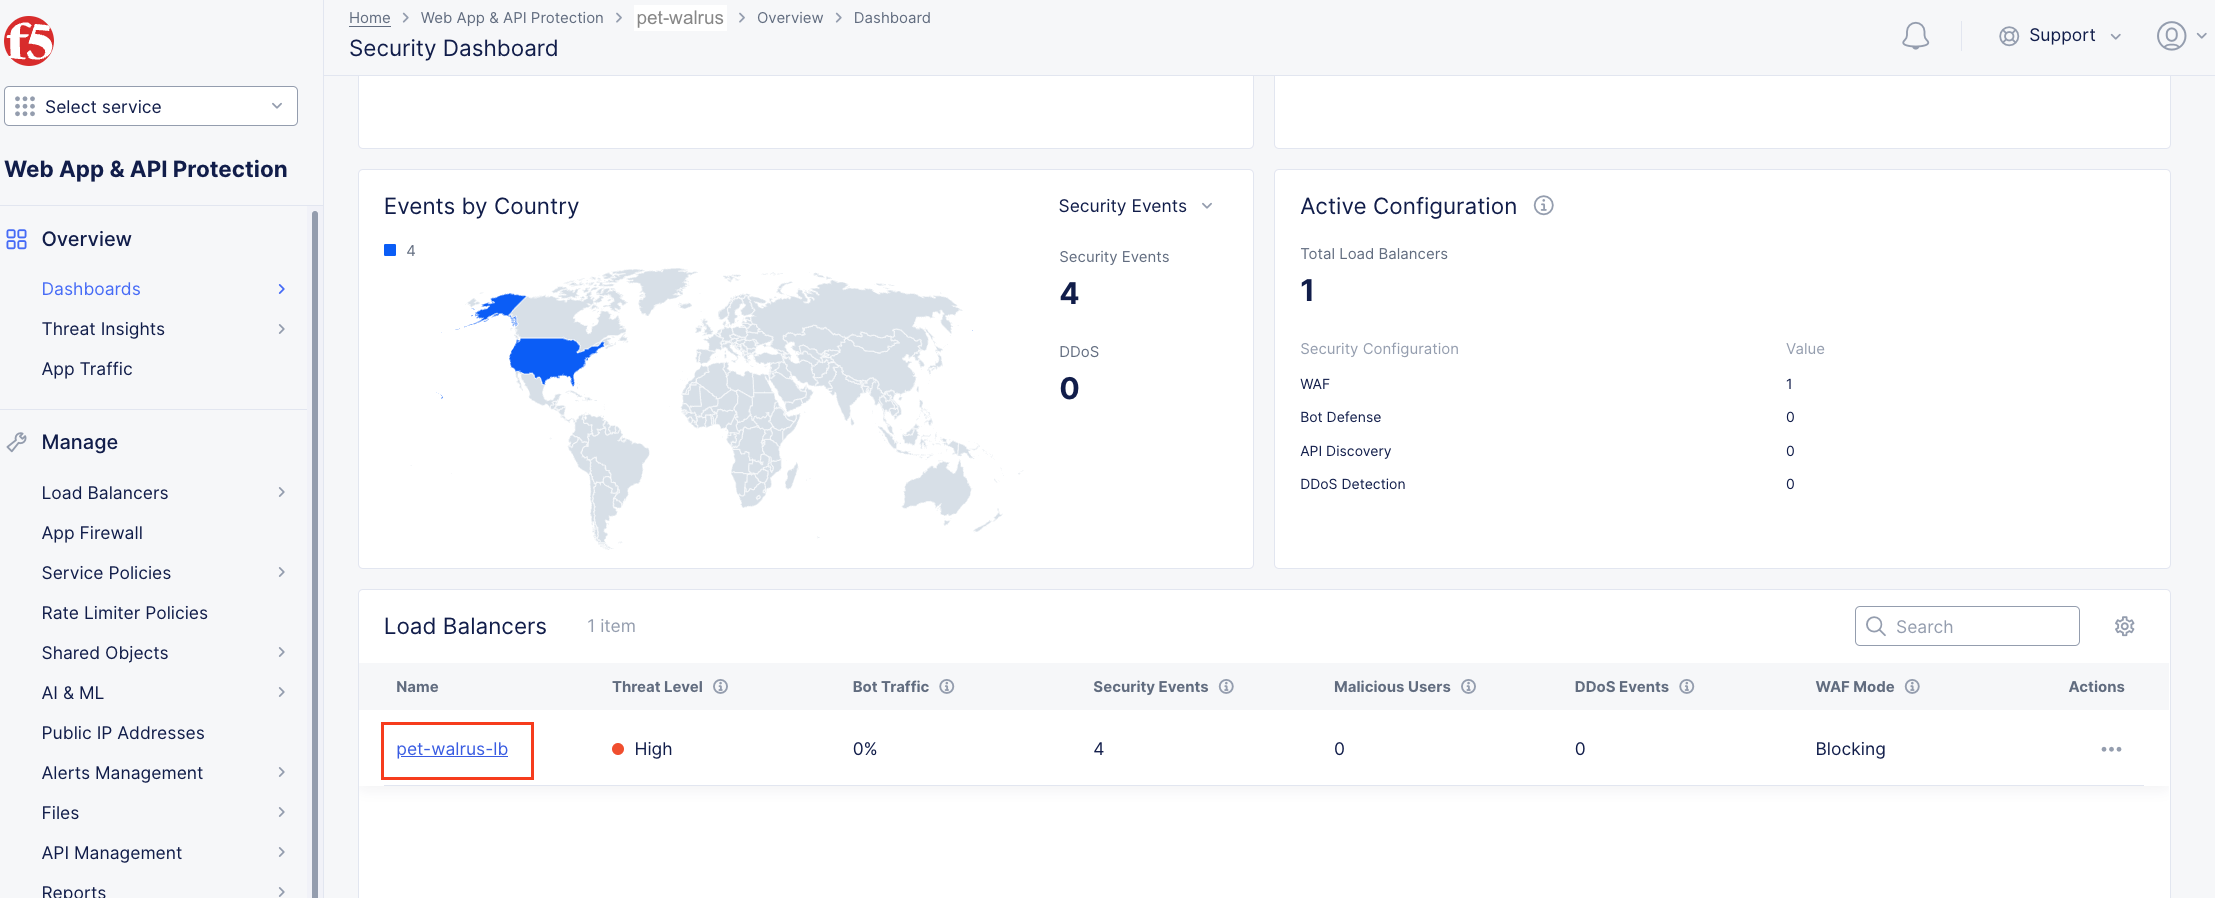 f5
Home > Web App & API Protection > pet-walrus > Overview > Dashboard
Security Dashboard
Support
Select service
Web App & API Protection
Overview
Dashboards
Threat Insights
App Traffic
Manage
Load Balancers
App Firewall
Service Policies
Rate Limiter Policies
Shared Objects
AI & ML
Public IP Addresses
Alerts Management
Files
API Management
Reports
Events by Country
Security Events
4
Security Events
4
DDoS
0
Active Configuration
Total Load Balancers
1
Security Configuration Value
WAF 1
Bot Defense 0
API Discovery 0
DDoS Detection 0
Load Balancers 1 item
Search
Name Threat Level Bot Traffic Security Events Malicious Users DDoS Events WAF Mode Actions
pet-walrus-lb High 0% 4 0 0 Blocking